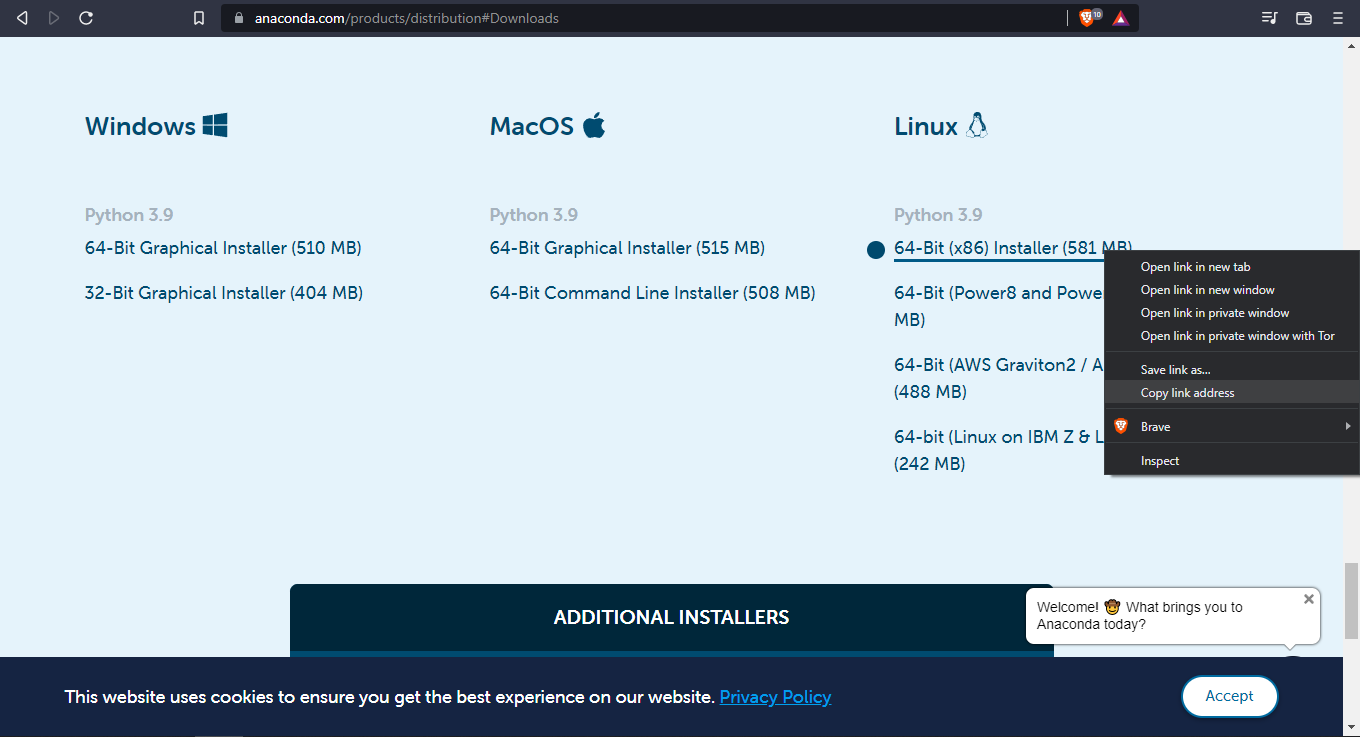 anaconda.com/products/distribution#Downloads
10
Windows
Python 3.9
64-Bit Graphical Installer (510 MB)
32-Bit Graphical Installer (404 MB)
MacOS
Python 3.9
64-Bit Graphical Installer (515 MB)
64-Bit Command Line Installer (508 MB)
Linux
Python 3.9
64-Bit (x86) Installer (581 MB)
64-Bit (Power8 and Powe
MB)
64-Bit (AWS Graviton2 / A
(488 MB)
64-bit (Linux on IBM Z & L
(242 MB)
Open link in new tab
Open link in new window
Open link in private window
Open link in private window with Tor
Save link as...
Copy link address
Brave
Inspect
ADDITIONAL INSTALLERS
Welcome! 🤠 What brings you to
Anaconda today?
This website uses cookies to ensure you get the best experience on our website. Privacy Policy
Accept